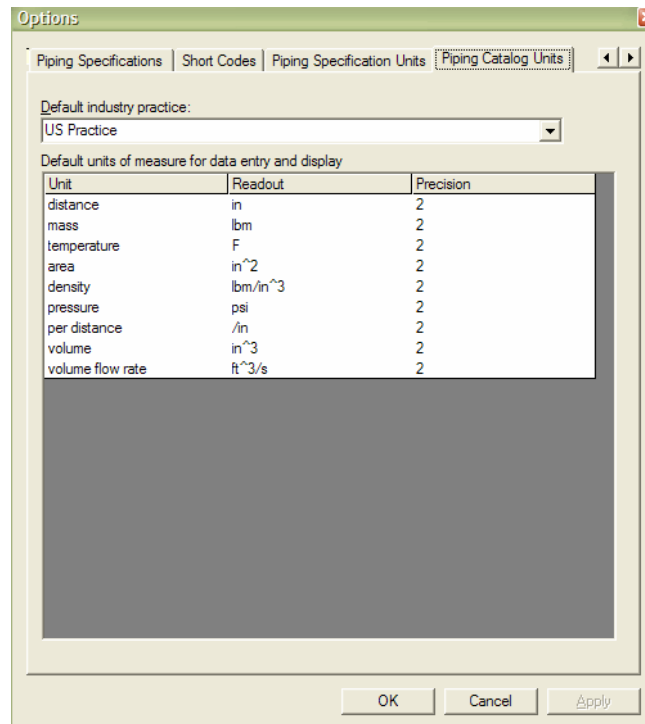 Options
Piping Specifications Short Codes Piping Specification Units Piping Catalog Units
Default industry practice:
US Practice
Default units of measure for data entry and display
Unit Readout Precision
distance in 2
mass lbm 2
temperature F 2
area in^2 2
density lbm/in^3 2
pressure psi 2
per distance /in 2
volume in^3 2
volume flow rate ft^3/s 2
OK Cancel Apply